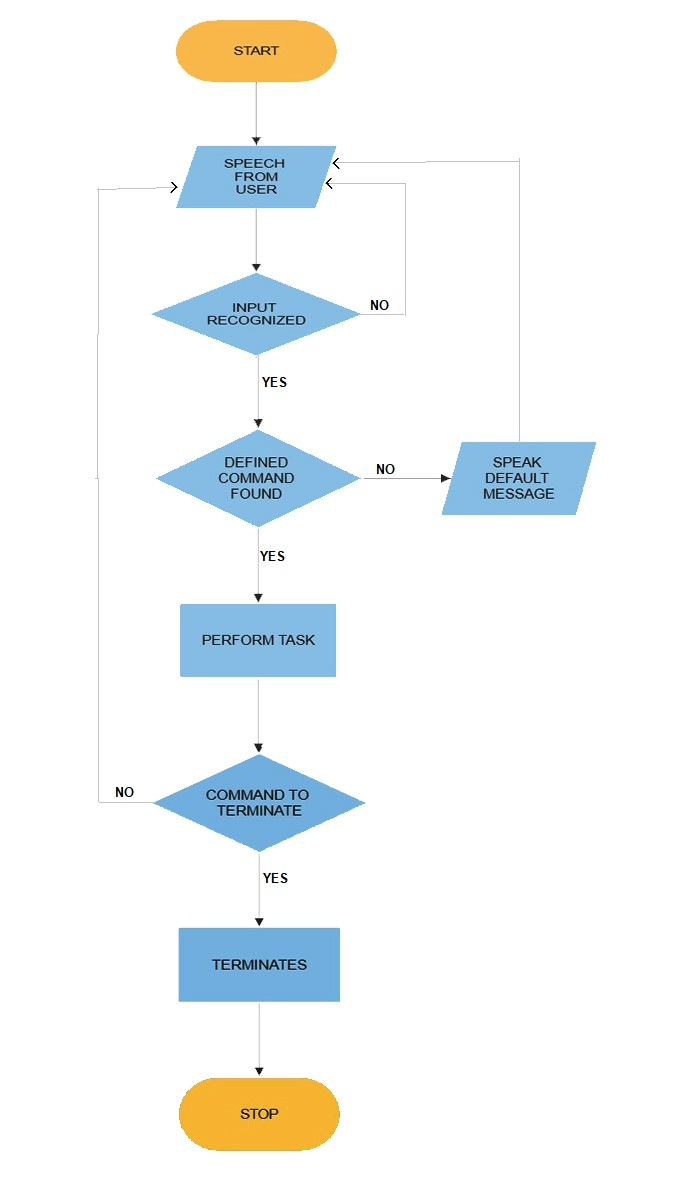 START
SPEECH
FROM
USER
INPUT
RECOGNIZED
NO
YES
DEFINED
COMMAND
FOUND
NO
SPEAK
DEFAULT
MESSAGE
YES
PERFORM TASK
COMMAND TO
TERMINATE
NO
YES
TERMINATES
STOP